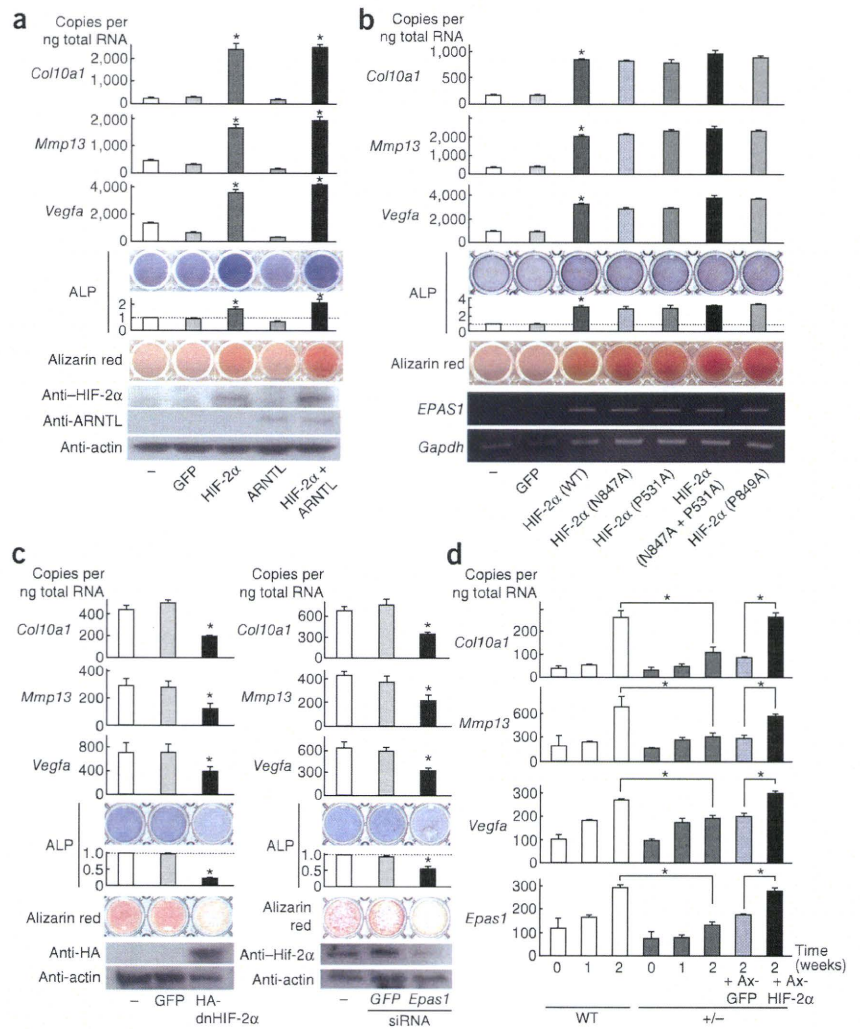 a
Copies per
ng total RNA
Col10a1
2,000
1,000
0
Mmp13
2,000
1,000
0
Vegfa
4,000
2,000
0
ALP
2
1
0
Alizarin red
Anti–HIF-2α
Anti-ARNTL
Anti-actin
–
GFP
HIF-2α
ARNTL
HIF-2α +
ARNTL
*
*
*
*
*
*
*
*
b
Copies per
ng total RNA
Col10a1
1,000
500
0
Mmp13
2,000
1,000
0
Vegfa
4,000
2,000
0
ALP
4
2
0
Alizarin red
EPAS1
Gapdh
–
GFP
HIF-2α (WT)
HIF-2α (N847A)
HIF-2α (P531A)
HIF-2α
(N847A + P531A)
HIF-2α (P849A)
*
*
*
*
c
Copies per
ng total RNA
Col10a1
400
200
0
Mmp13
400
200
0
Vegfa
800
400
0
ALP
1.0
0.5
0
Alizarin red
Anti-HA
Anti-actin
–
GFP
HA-
dnHIF-2α
*
*
*
*
Copies per
ng total RNA
Col10a1
600
300
0
Mmp13
400
200
0
Vegfa
600
300
0
ALP
1.0
0.5
0
Alizarin
red
Anti–Hif-2α
Anti-actin
–
GFP
Epas1
siRNA
*
*
*
*
d
Copies per
ng total RNA
Col10a1
200
100
0
Mmp13
600
300
0
Vegfa
300
200
100
0
Epas1
300
200
100
0
*
*
*
*
*
*
*
*
0 1 2 0 1 2 2 2
Time
(weeks)
+ Ax-
GFP
+ Ax-
HIF-2α
WT
+/–